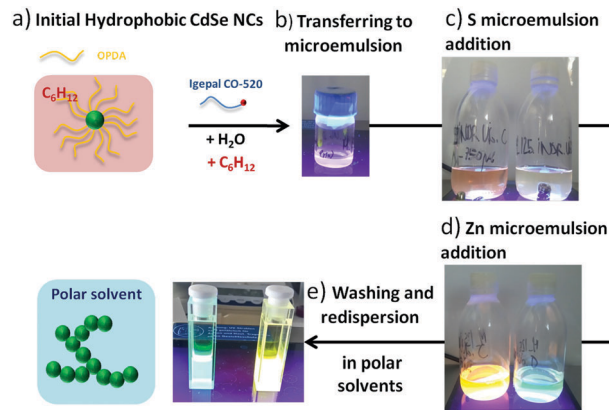 a) Initial Hydrophobic CdSe NCs
OPDA
C₆H₁₂
Igepal CO-520
+ H₂O
+ C₆H₁₂
b) Transferring to
microemulsion
c) S microemulsion
addition
d) Zn microemulsion
addition
e) Washing and
redispersion
in polar
solvents
Polar solvent